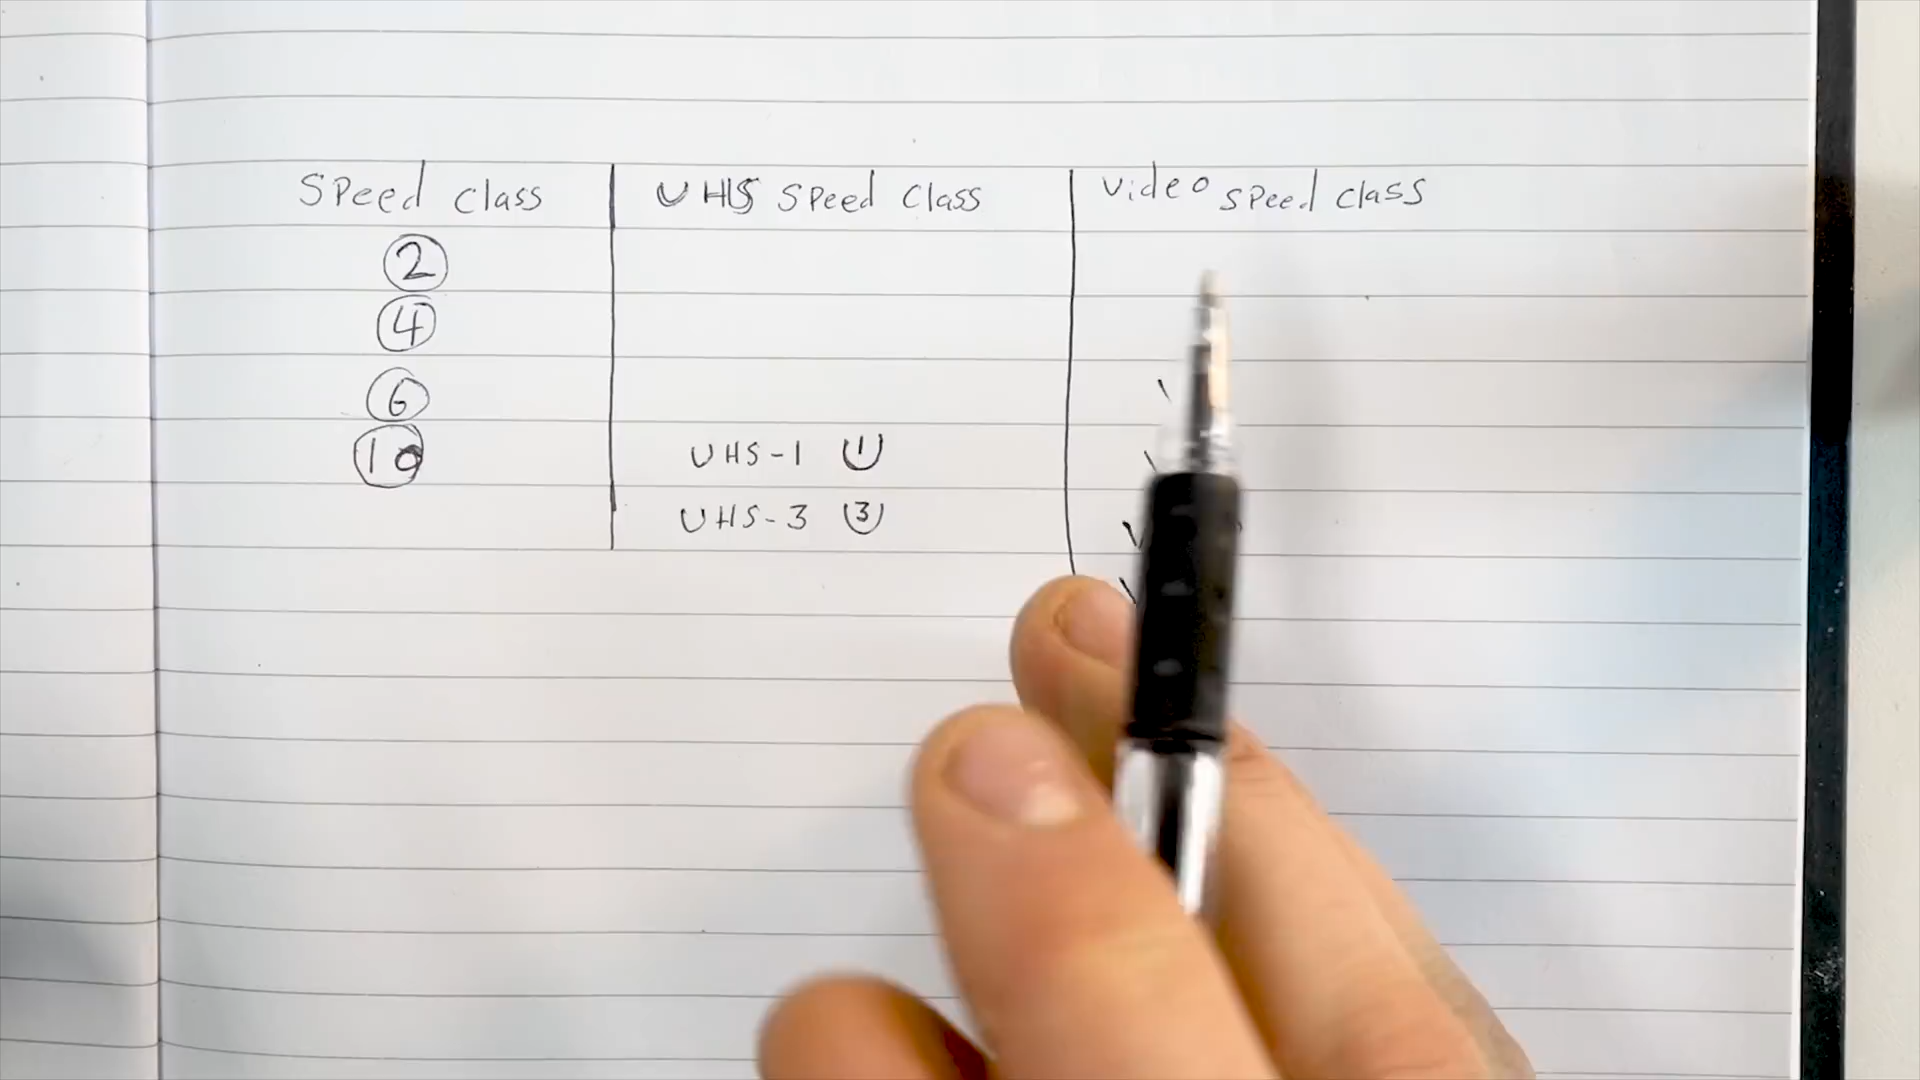 Speed class UHS speed class video speed class
2
4
6
10 UHS-1 1
UHS-3 3